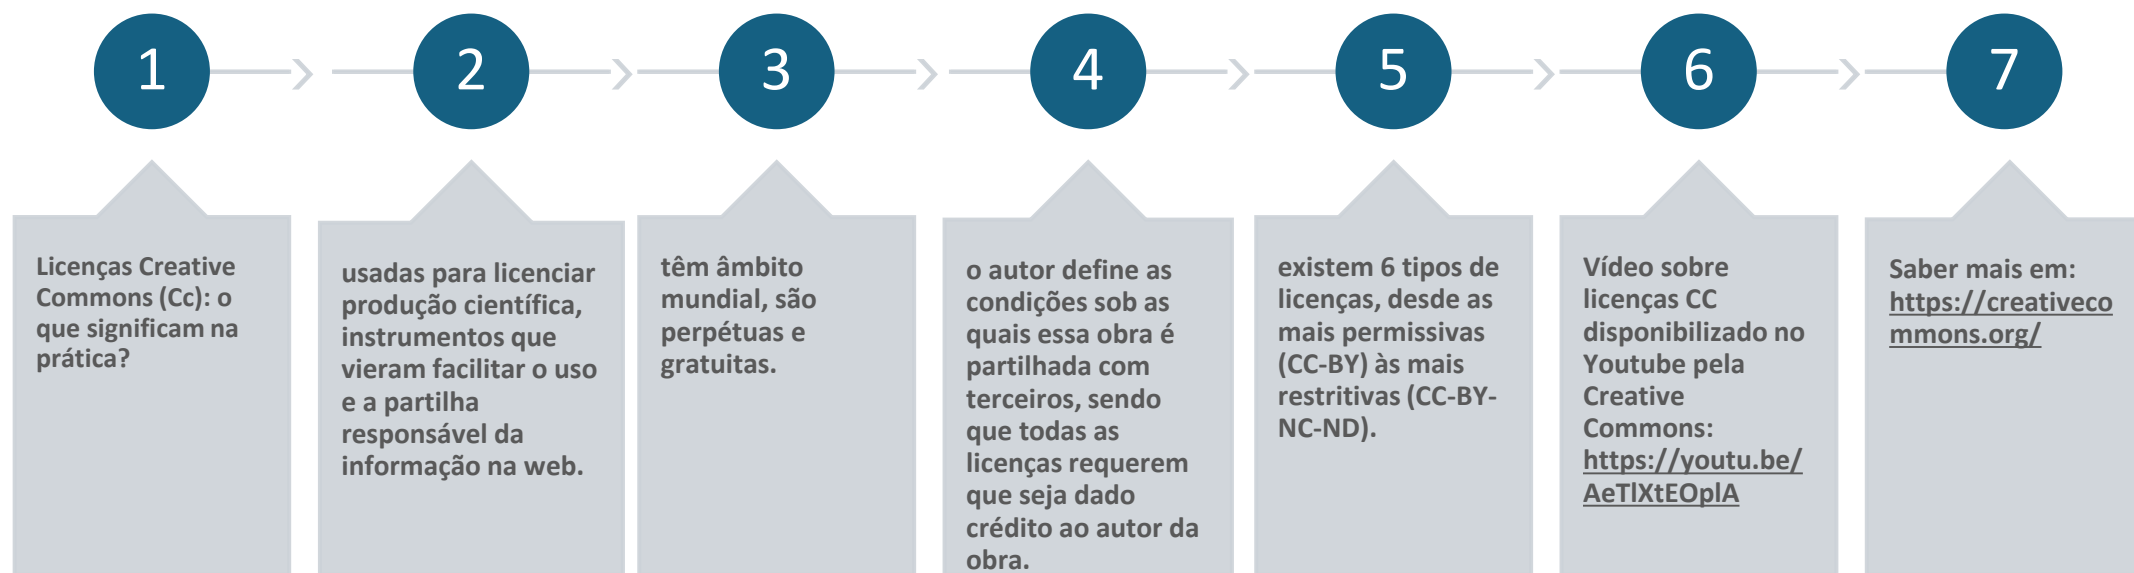 1
2
3
4
5
6
7
Licenças Creative
Commons (Cc): o
que significam na
prática?
usadas para licenciar
produção científica,
instrumentos que
vieram facilitar o uso
e a partilha
responsável da
informação na web.
têm âmbito
mundial, são
perpétuas e
gratuitas.
o autor define as
condições sob as
quais essa obra é
partilhada com
terceiros, sendo
que todas as
licenças requerem
que seja dado
crédito ao autor da
obra.
existem 6 tipos de
licenças, desde as
mais permissivas
(CC-BY) às mais
restritivas (CC-BY-
NC-ND).
Vídeo sobre
licenças CC
disponibilizado no
Youtube pela
Creative
Commons:
https://youtu.be/
AeTlXtEOplA
Saber mais em:
https://creativeco
mmons.org/